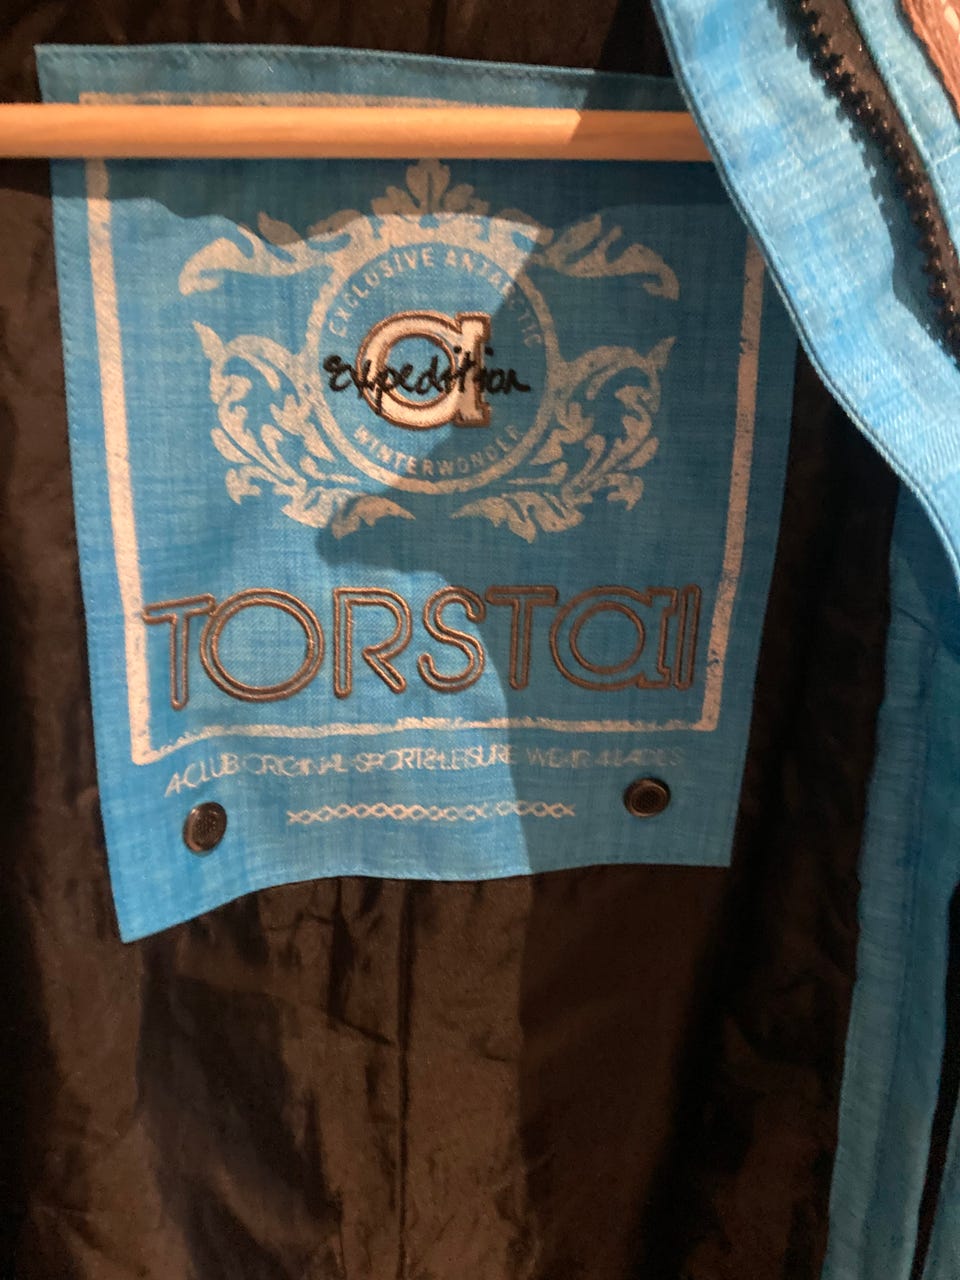 EXCLUSIVE ANTARCTIC
a
expedition
WINTERWONDER
TORSTAI
A-CLUB ORIGINAL SPORT&LEISURE WEAR 4 LADIES